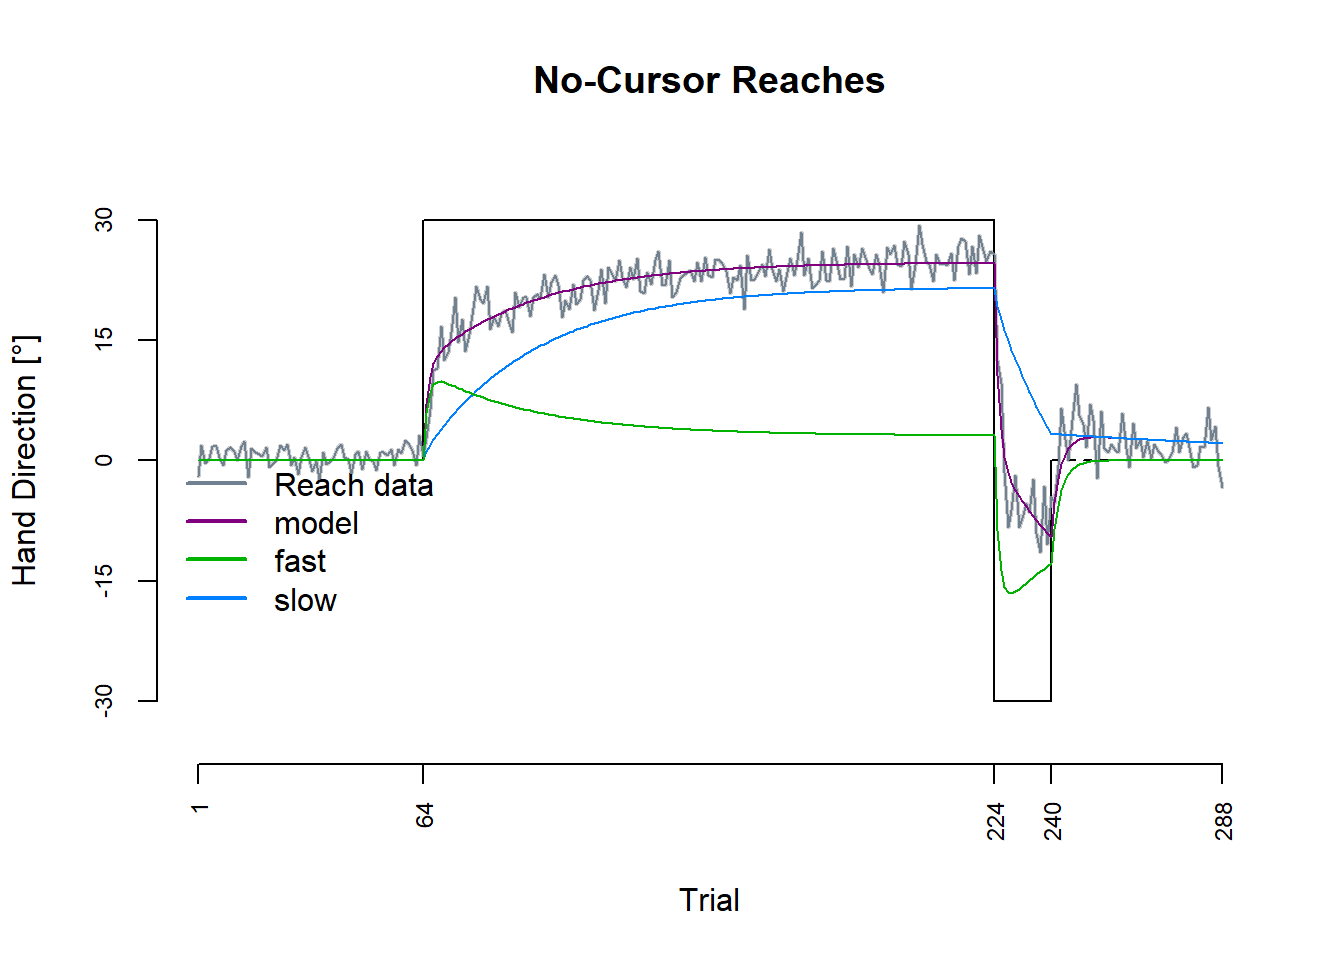 No-Cursor Reaches
Hand Direction [°]
30
15
0
-15
-30
Reach data
model
fast
slow
1
64
224
240
288
Trial